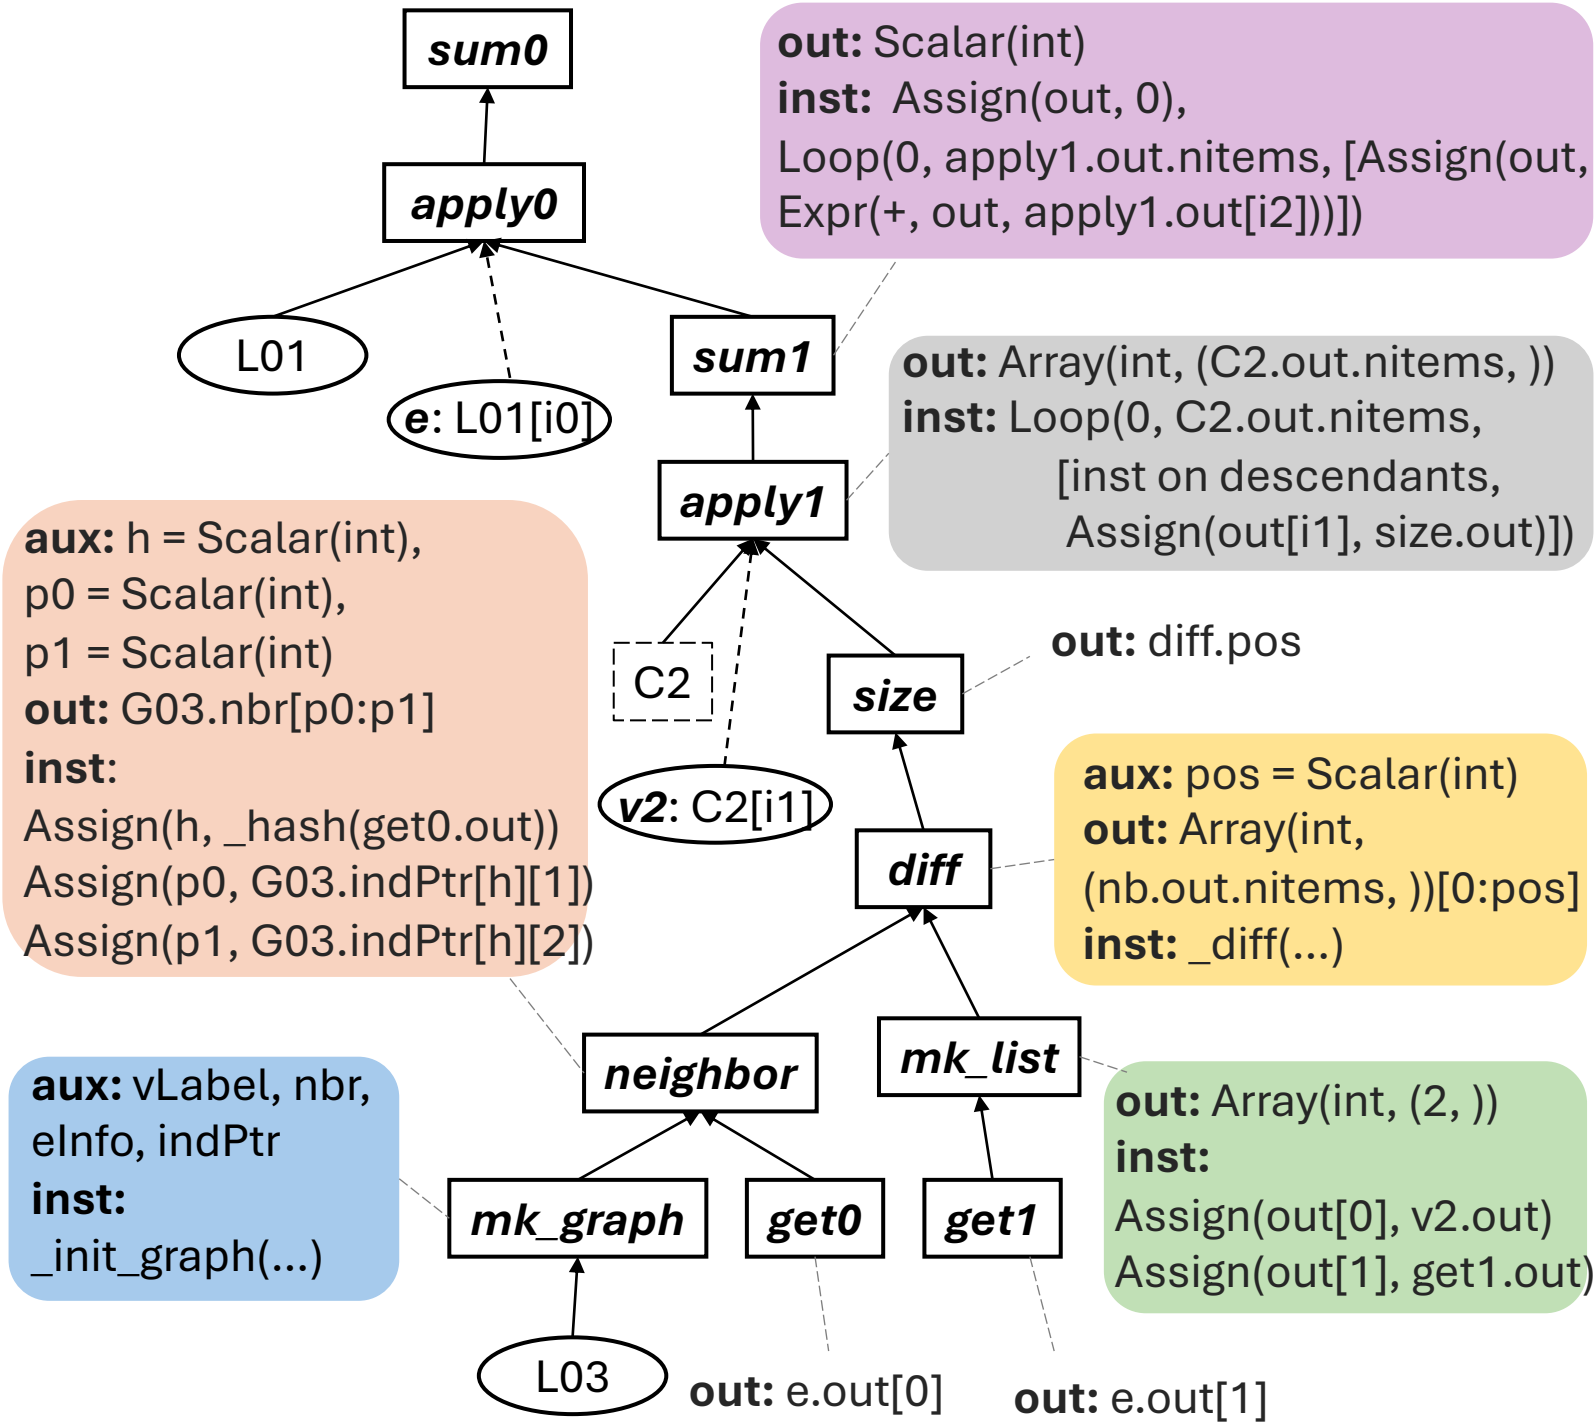 sum0
out: Scalar(int)
inst: Assign(out, 0),
Loop(0, apply1.out.nitems, [Assign(out,
Expr(+, out, apply1.out[i2]))])
apply0
L01
e: L01[i0]
sum1
out: Array(int, (C2.out.nitems, ))
inst: Loop(0, C2.out.nitems,
[inst on descendants,
Assign(out[i1], size.out)])
apply1
aux: h = Scalar(int),
p0 = Scalar(int),
p1 = Scalar(int)
out: G03.nbr[p0:p1]
inst:
Assign(h, _hash(get0.out))
Assign(p0, G03.indPtr[h][1])
Assign(p1, G03.indPtr[h][2])
C2
v2: C2[i1]
size
out: diff.pos
diff
aux: pos = Scalar(int)
out: Array(int,
(nb.out.nitems, ))[0:pos]
inst: _diff(...)
neighbor
mk_list
aux: vLabel, nbr,
eInfo, indPtr
inst:
_init_graph(...)
out: Array(int, (2, ))
inst:
Assign(out[0], v2.out)
Assign(out[1], get1.out)
mk_graph
get0
get1
L03
out: e.out[0]
out: e.out[1]